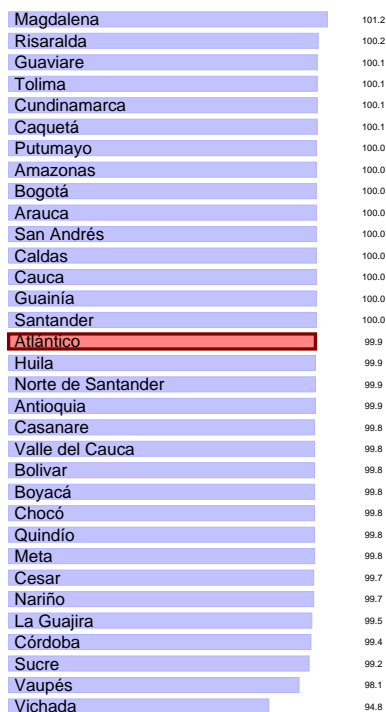 Magdalena 101.2
Risaralda 100.2
Guaviare 100.1
Tolima 100.1
Cundinamarca 100.1
Caquetá 100.1
Putumayo 100.0
Amazonas 100.0
Bogotá 100.0
Arauca 100.0
San Andrés 100.0
Caldas 100.0
Cauca 100.0
Guainía 100.0
Santander 100.0
Atlántico 99.9
Huila 99.9
Norte de Santander 99.9
Antioquia 99.9
Casanare 99.8
Valle del Cauca 99.8
Bolivar 99.8
Boyacá 99.8
Chocó 99.8
Quindío 99.8
Meta 99.8
Cesar 99.7
Nariño 99.7
La Guajira 99.5
Córdoba 99.4
Sucre 99.2
Vaupés 98.1
Vichada 94.8